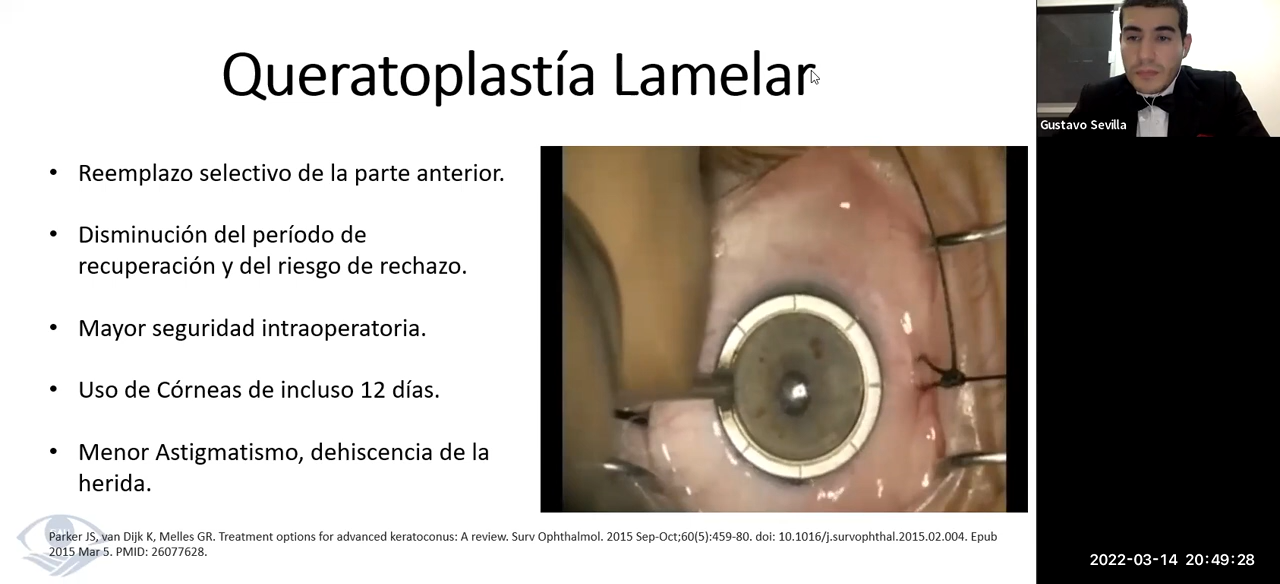 Queratoplastía Lamelar
• Reemplazo selectivo de la parte anterior.
• Disminución del período de
recuperación y del riesgo de rechazo.
• Mayor seguridad intraoperatoria.
• Uso de Córneas de incluso 12 días.
• Menor Astigmatismo, dehiscencia de la
herida.
Parker JS, van Dijk K, Melles GR. Treatment options for advanced keratoconus: A review. Surv Ophthalmol. 2015 Sep-Oct;60(5):459-80. doi: 10.1016/j.survophthal.2015.02.004. Epub
2015 Mar 5. PMID: 26077628.
Gustavo Sevilla
2022-03-14 20:49:28